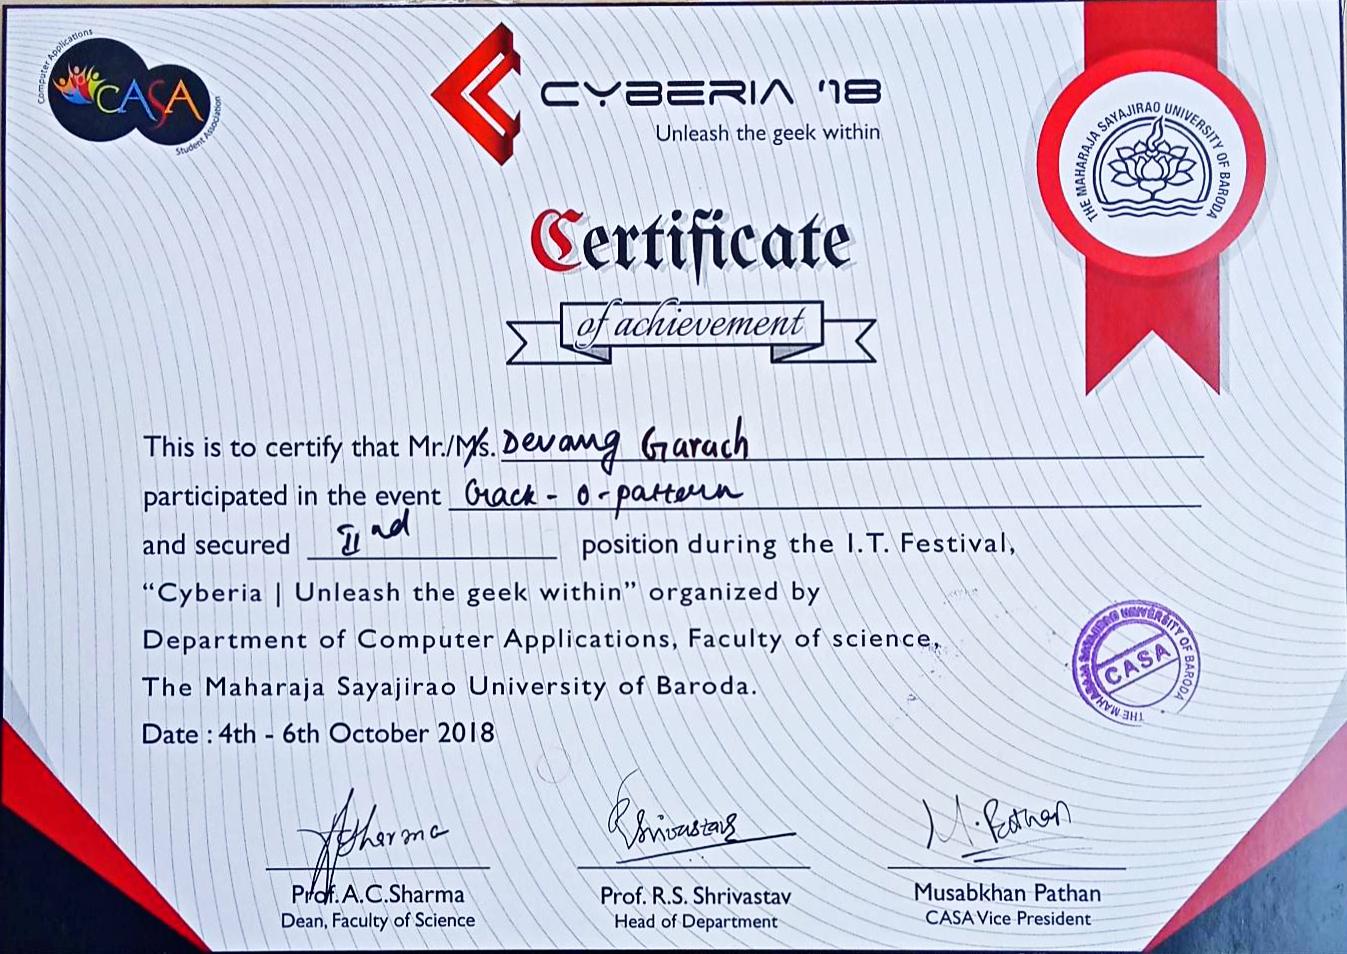 Computer Applications
CASA
Student Association
CYBERIA '18
Unleash the geek within
THE MAHARAJA SAYAJIRAO UNIVERSITY OF BARODA
Certificate
of achievement
This is to certify that Mr./Ms. Devang Garach
participated in the event Crack-o-pattern
and secured IInd position during the I.T. Festival,
“Cyberia | Unleash the geek within” organized by
Department of Computer Applications, Faculty of science,
The Maharaja Sayajirao University of Baroda.
Date : 4th - 6th October 2018
THE MAHARAJA SAYAJIRAO UNIVERSITY OF BARODA
CASA
ACSharma
RShrivastav
M. Pathan
Prof. A.C.Sharma
Prof. R.S. Shrivastav
Musabkhan Pathan
Dean, Faculty of Science
Head of Department
CASA Vice President